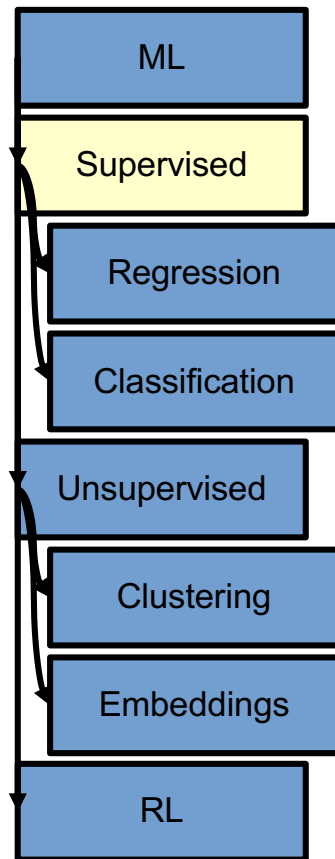 ML
Supervised
Regression
Classification
Unsupervised
Clustering
Embeddings
RL